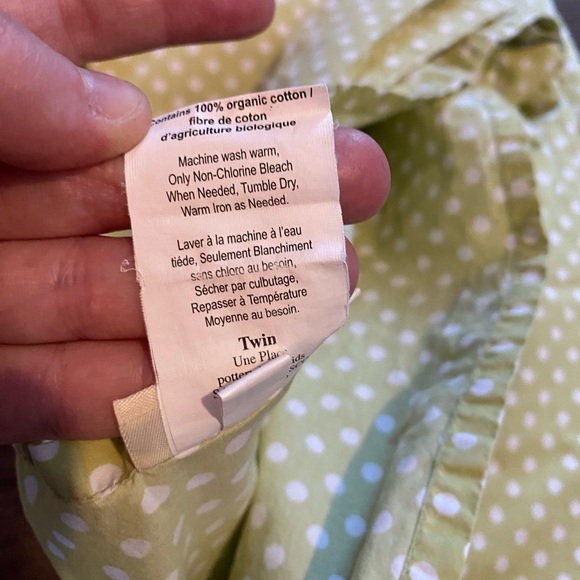 contains 100% organic cotton /
fibre de coton
d'agriculture biologique
Machine wash warm,
Only Non-Chlorine Bleach
When Needed, Tumble Dry,
Warm Iron as Needed.
Laver à la machine à l'eau
tiède, Seulement Blanchiment
sans chloro au besoin,
Sécher par culbutage,
Repasser à Température
Moyenne au besoin.
Twin
Une Place